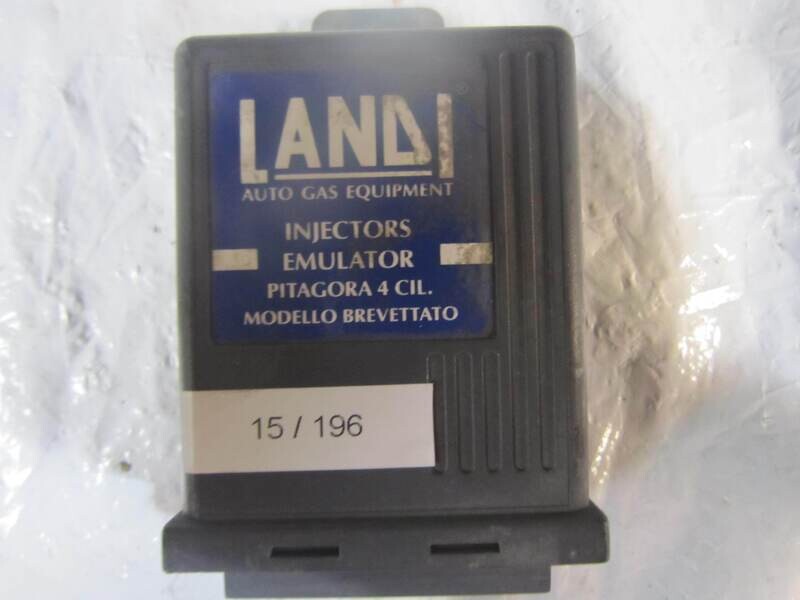 LANDI ®
AUTO GAS EQUIPMENT
INJECTORS
EMULATOR
PITAGORA 4 CIL.
MODELLO BREVETTATO
15 / 196